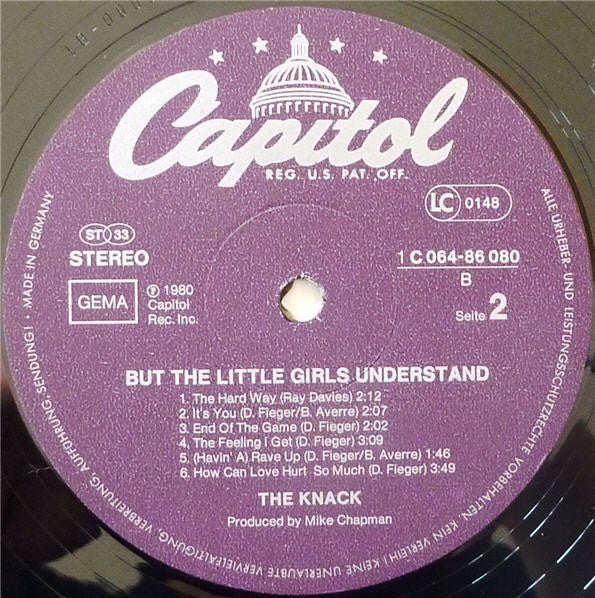 Capitol
REG. U.S. PAT. OFF.
LC 0148
ST 33
STEREO
1 C 064-86 080
B
GEMA
℗ 1980
Capitol
Rec. Inc.
Seite 2
BUT THE LITTLE GIRLS UNDERSTAND
1. The Hard Way (Ray Davies) 2:12
2. It's You (D. Fieger/B. Averre) 2:07
3. End Of The Game (D. Fieger) 2:02
4. The Feeling I Get (D. Fieger) 3:09
5. (Havin' A) Rave Up (D. Fieger/B. Averre) 1:46
6. How Can Love Hurt So Much (D. Fieger) 3:49
THE KNACK
Produced by Mike Chapman
ALLE URHEBER- UND LEISTUNGSSCHUTZRECHTE VORBEHALTEN. KEIN VERLEIH! KEINE UNERLAUBTE VERVIELFÄLTIGUNG, VERBREITUNG, AUFFÜHRUNG, SENDUNG! · MADE IN GERMANY